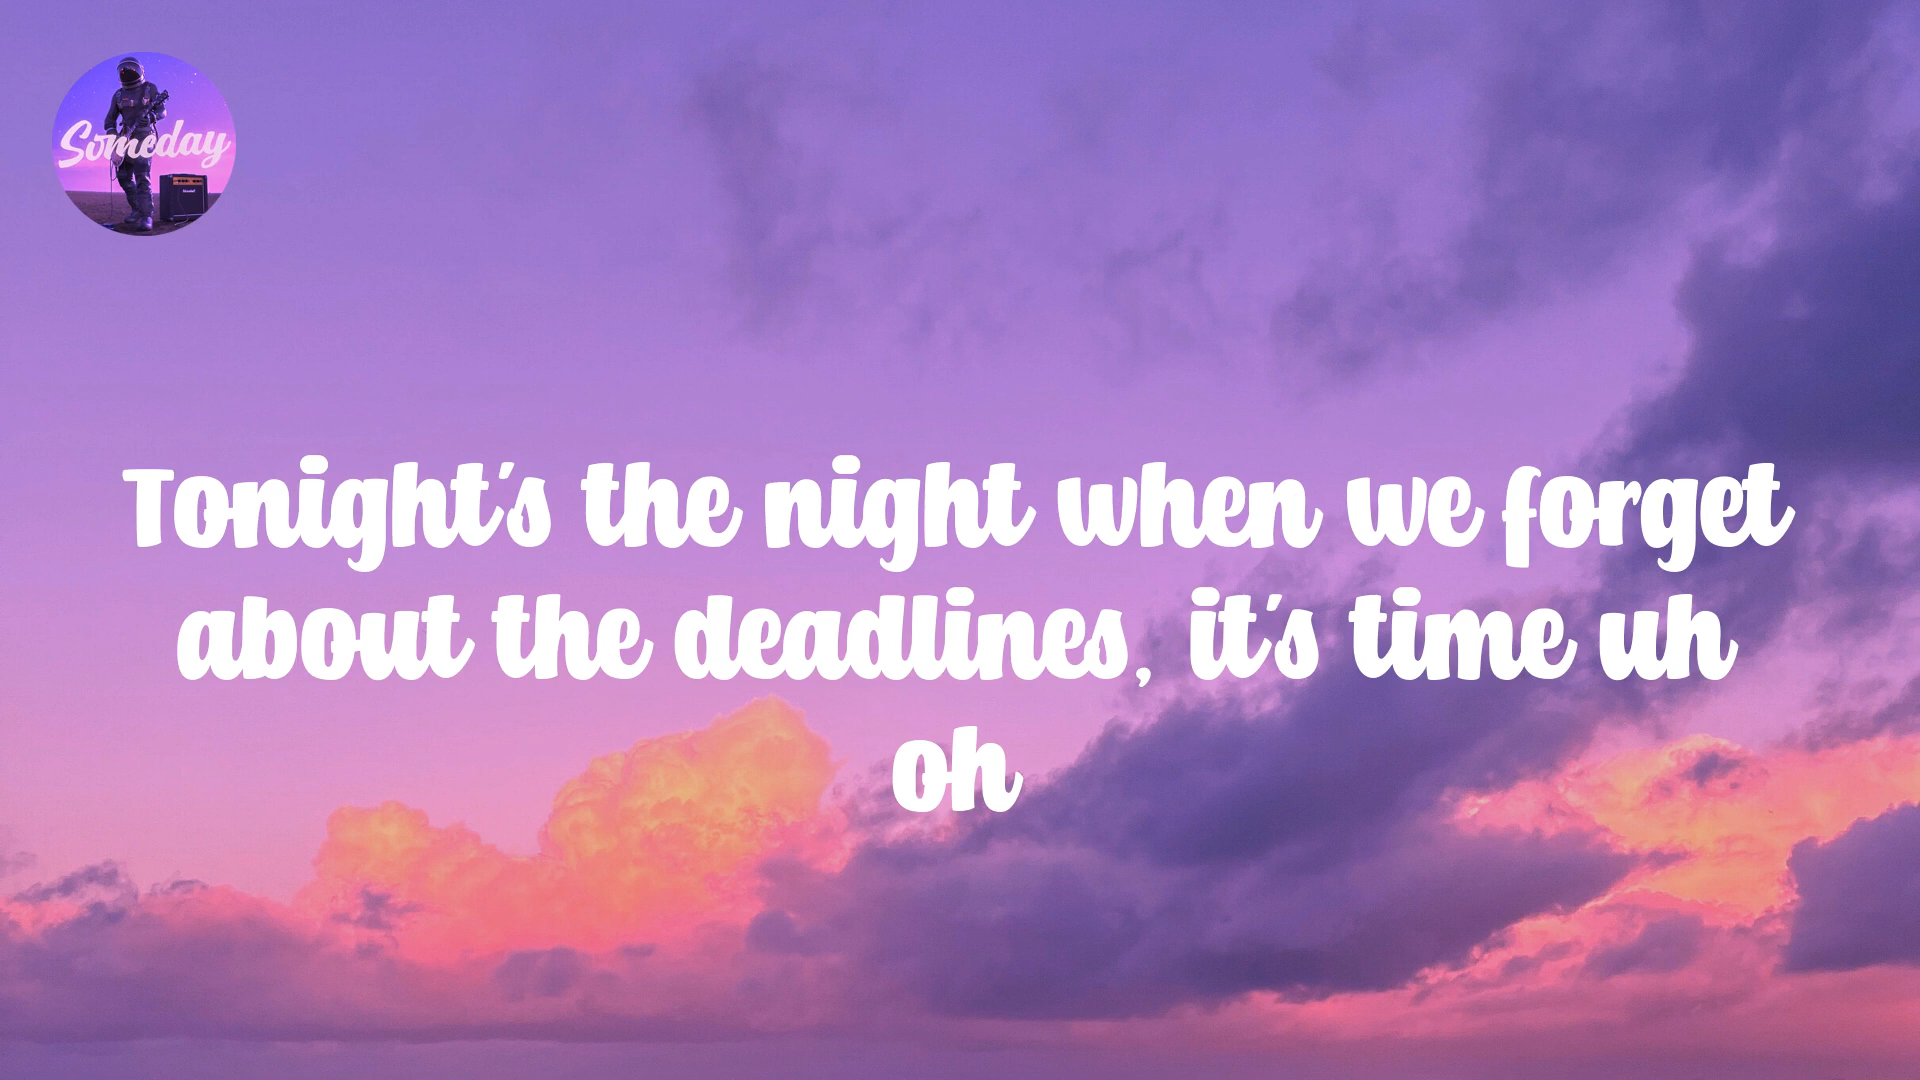 Someday
Tonight's the night when we forget
about the deadlines, it's time uh
oh